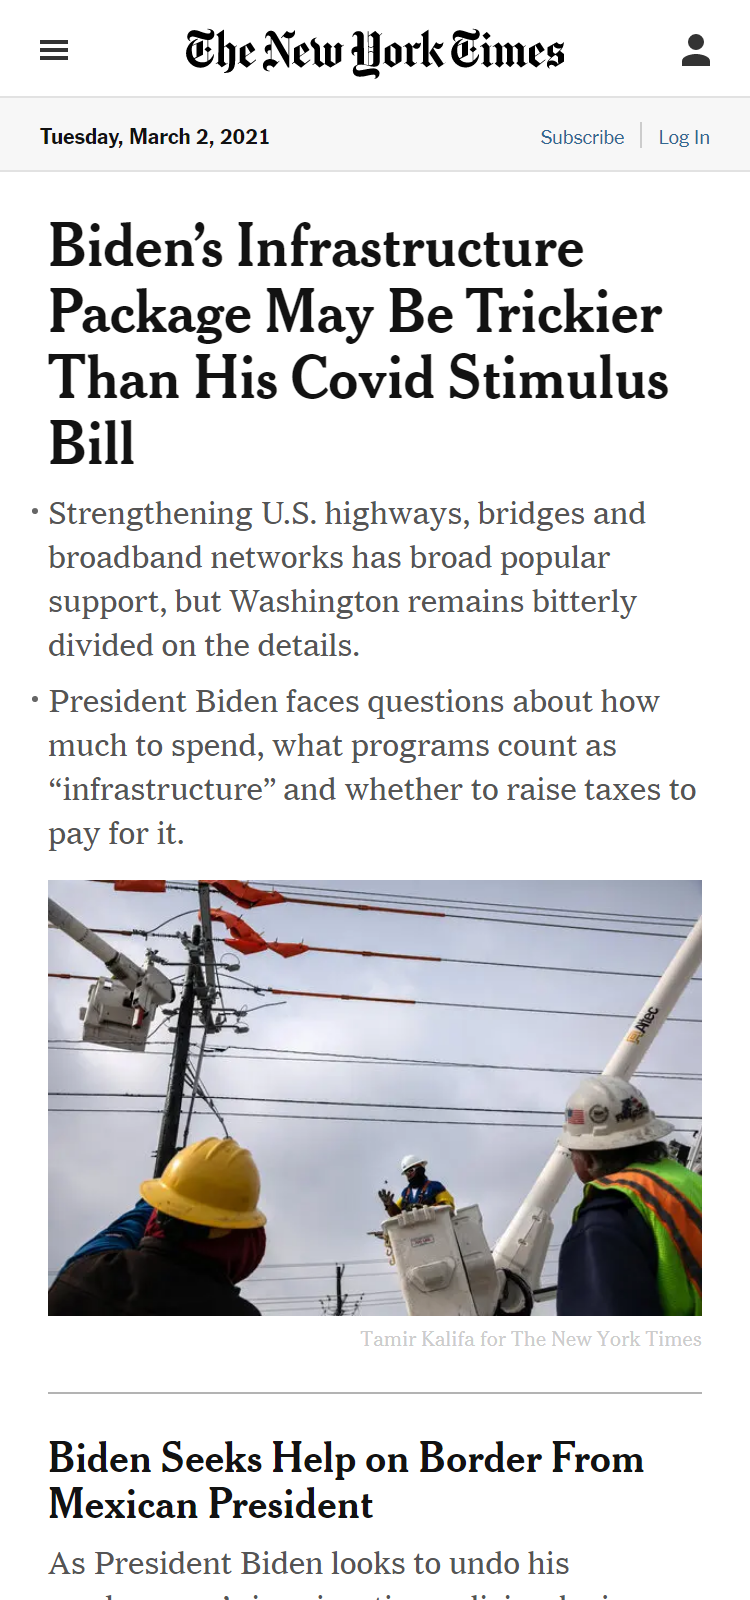 The New York Times
Tuesday, March 2, 2021
Subscribe
Log In
Biden’s Infrastructure
Package May Be Trickier
Than His Covid Stimulus
Bill
• Strengthening U.S. highways, bridges and
broadband networks has broad popular
support, but Washington remains bitterly
divided on the details.
• President Biden faces questions about how
much to spend, what programs count as
“infrastructure” and whether to raise taxes to
pay for it.
Altec
Tamir Kalifa for The New York Times
Biden Seeks Help on Border From
Mexican President
As President Biden looks to undo his